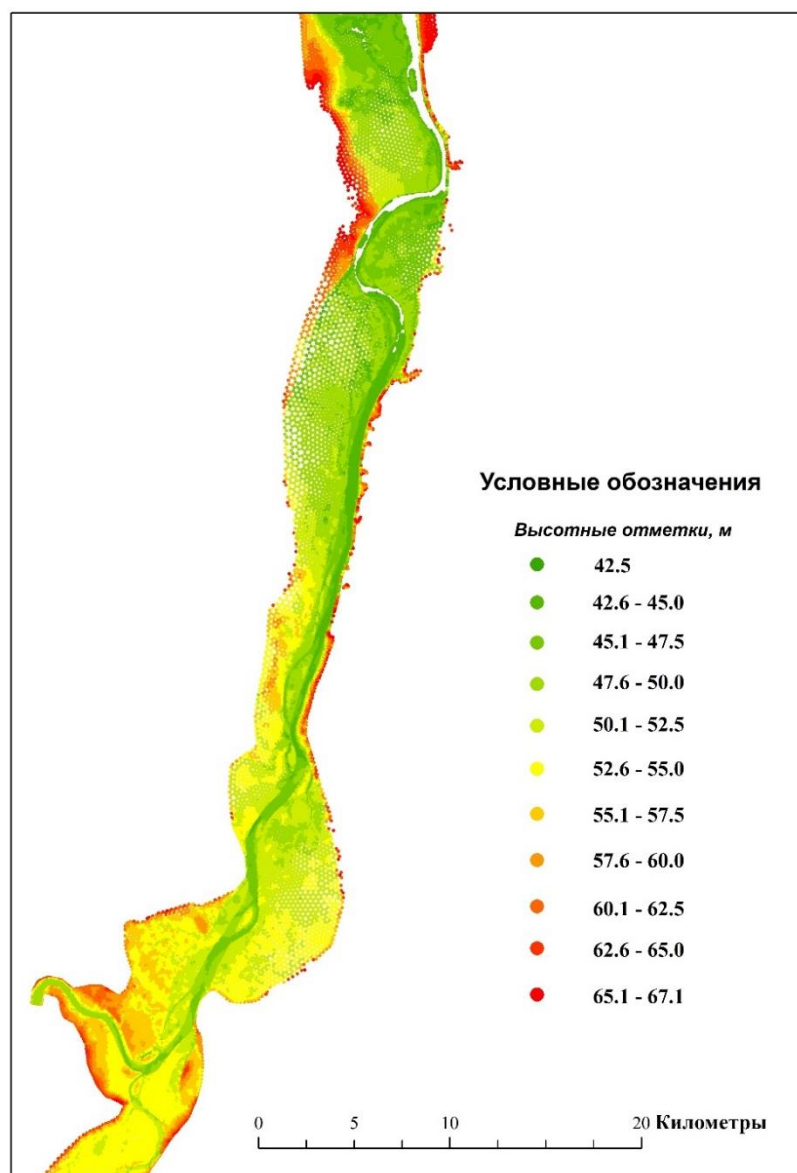 Условные обозначения
Высотные отметки, м
42.5
42.6 - 45.0
45.1 - 47.5
47.6 - 50.0
50.1 - 52.5
52.6 - 55.0
55.1 - 57.5
57.6 - 60.0
60.1 - 62.5
62.6 - 65.0
65.1 - 67.1
0 5 10 20 Километры